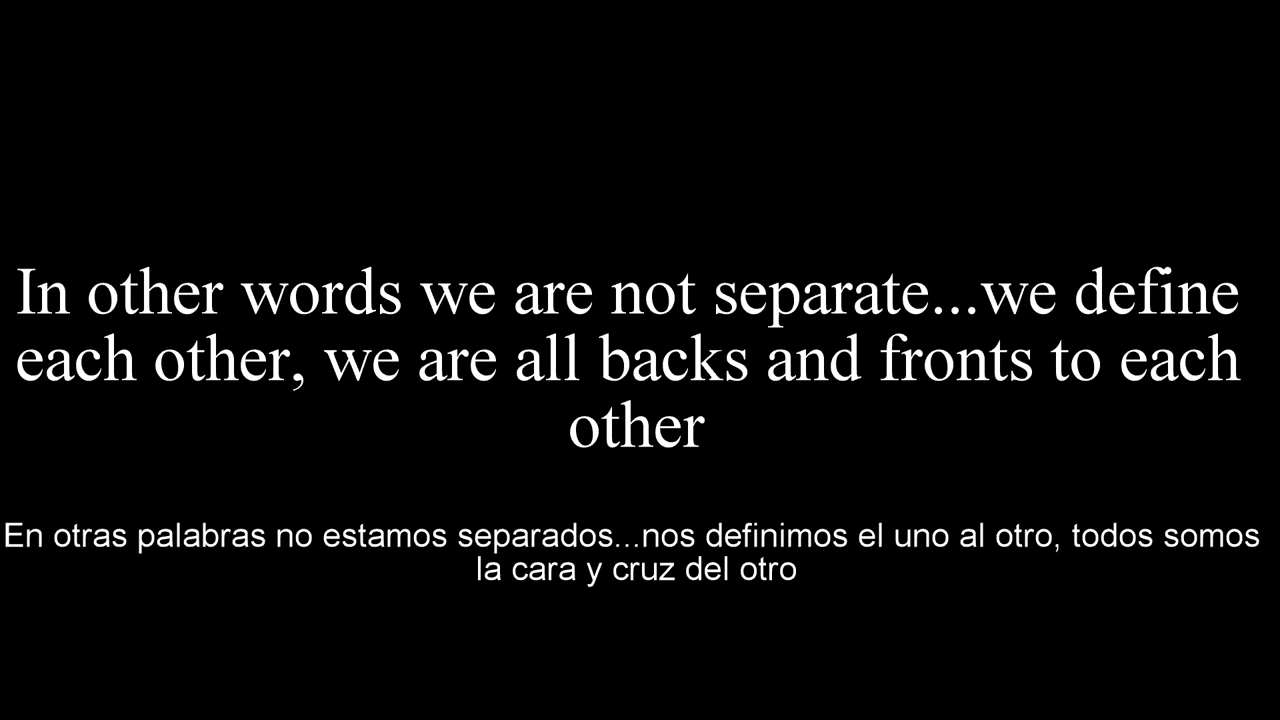 In other words we are not separate...we define
each other, we are all backs and fronts to each
other
En otras palabras no estamos separados...nos definimos el uno al otro, todos somos
la cara y cruz del otro